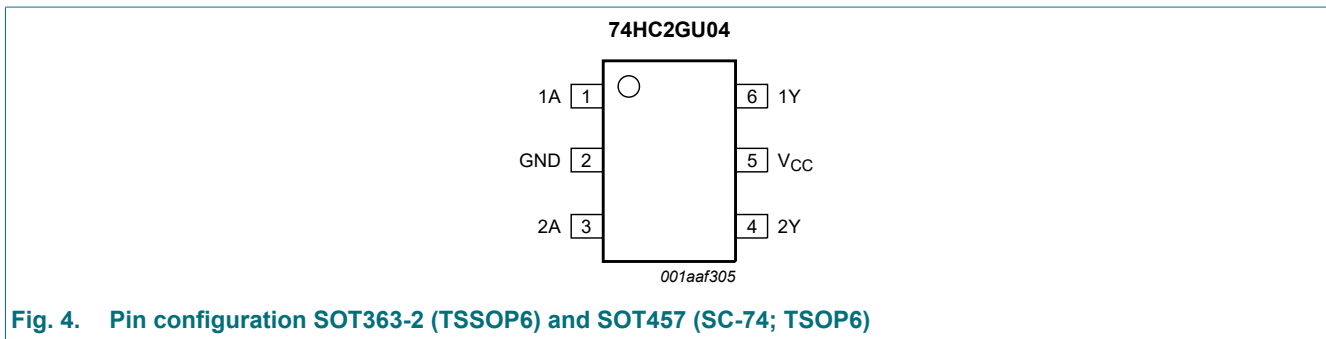 74HC2GU04
1A 1 6 1Y
GND 2 5 VCC
2A 3 4 2Y
001aaf305
Fig. 4. Pin configuration SOT363-2 (TSSOP6) and SOT457 (SC-74; TSOP6)